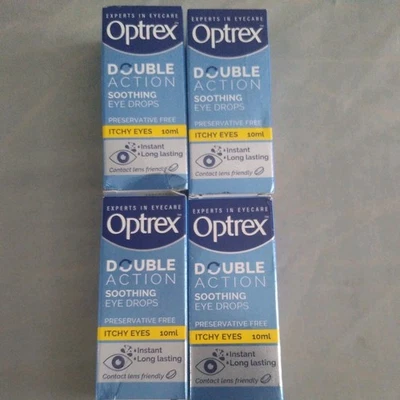 EXPERTS IN EYECARE
Optrex™
DOUBLE
ACTION
SOOTHING
EYE DROPS
PRESERVATIVE FREE
ITCHY EYES 10ml
• Instant
• Long lasting
Contact lens friendly
EXPERTS IN EYECARE
Optrex™
DOUBLE
ACTION
SOOTHING
EYE DROPS
PRESERVATIVE FREE
ITCHY EYES 10ml
• Instant
• Long lasting
Contact lens friendly
EXPERTS IN EYECARE
Optrex™
DOUBLE
ACTION
SOOTHING
EYE DROPS
PRESERVATIVE FREE
ITCHY EYES 10ml
• Instant
• Long lasting
Contact lens friendly
EXPERTS IN EYECARE
Optrex™
DOUBLE
ACTION
SOOTHING
EYE DROPS
PRESERVATIVE FREE
ITCHY EYES 10ml
• Instant
• Long lasting
Contact lens friendly